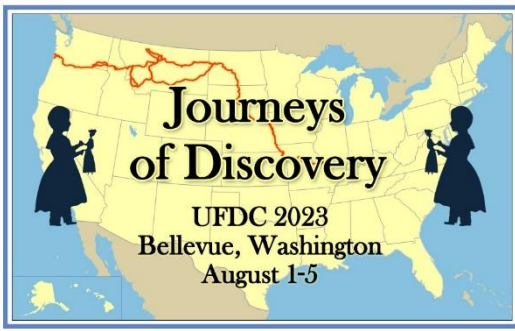 Journeys
of Discovery
UFDC 2023
Bellevue, Washington
August 1-5